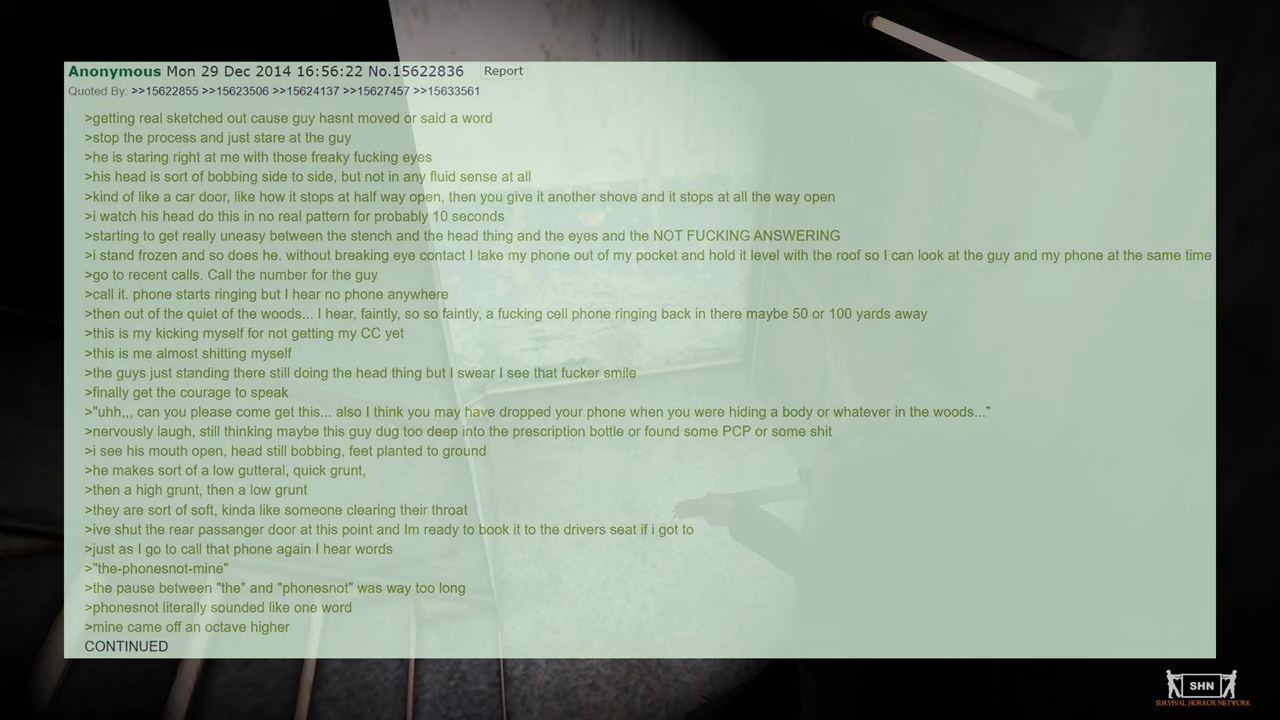 Anonymous Mon 29 Dec 2014 16:56:22 No.15622836 Report
Quoted By: >>15622855 >>15623506 >>15624137 >>15627457 >>15633561
>getting real sketched out cause guy hasnt moved or said a word
>stop the process and just stare at the guy
>he is staring right at me with those freaky fucking eyes
>his head is sort of bobbing side to side, but not in any fluid sense at all
>kind of like a car door, like how it stops at half way open, then you give it another shove and it stops at all the way open
>i watch his head do this in no real pattern for probably 10 seconds
>starting to get really uneasy between the stench and the head thing and the eyes and the NOT FUCKING ANSWERING
>i stand frozen and so does he. without breaking eye contact I take my phone out of my pocket and hold it level with the roof so I can look at the guy and my phone at the same time
>go to recent calls. Call the number for the guy
>call it. phone starts ringing but I hear no phone anywhere
>then out of the quiet of the woods... I hear, faintly, so so faintly, a fucking cell phone ringing back in there maybe 50 or 100 yards away
>this is my kicking myself for not getting my CC yet
>this is me almost shitting myself
>the guys just standing there still doing the head thing but I swear I see that fucker smile
>finally get the courage to speak
>"uhh,,, can you please come get this... also I think you may have dropped your phone when you were hiding a body or whatever in the woods..."
>nervously laugh, still thinking maybe this guy dug too deep into the prescription bottle or found some PCP or some shit
>i see his mouth open, head still bobbing, feet planted to ground
>he makes sort of a low gutteral, quick grunt,
>then a high grunt, then a low grunt
>they are sort of soft, kinda like someone clearing their throat
>ive shut the rear passanger door at this point and Im ready to book it to the drivers seat if i got to
>just as I go to call that phone again I hear words
>"the-phonesnot-mine"
>the pause between "the" and "phonesnot" was way too long
>phonesnot literally sounded like one word
>mine came off an octave higher
CONTINUED
SHN
SURVIVAL HORROR NETWORK